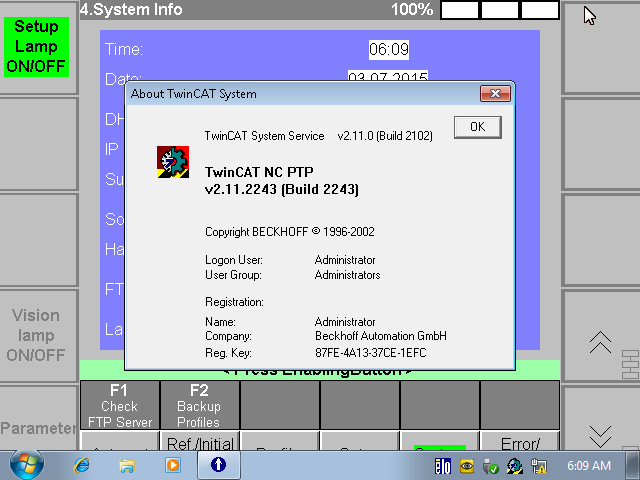 4.System Info
100%
Setup
Lamp
ON/OFF
Time:
06:09
Date:
03.07.2015
About TwinCAT System
TwinCAT System Service v2.11.0 (Build 2102)
OK
TwinCAT NC PTP
v2.11.2243 (Build 2243)
Copyright BECKHOFF © 1996-2002
Logon User: Administrator
User Group: Administrators
Registration:
Name: Administrator
Company: Beckhoff Automation GmbH
Reg. Key: 87FE-4A13-37CE-1EFC
DH
IP
Su
So
Ha
FT
La
Vision
lamp
ON/OFF
<Press EnablingButton>
F1
Check
FTP Server
F2
Backup
Profiles
Parameter
Ref./Initial
Error/
6:09 AM